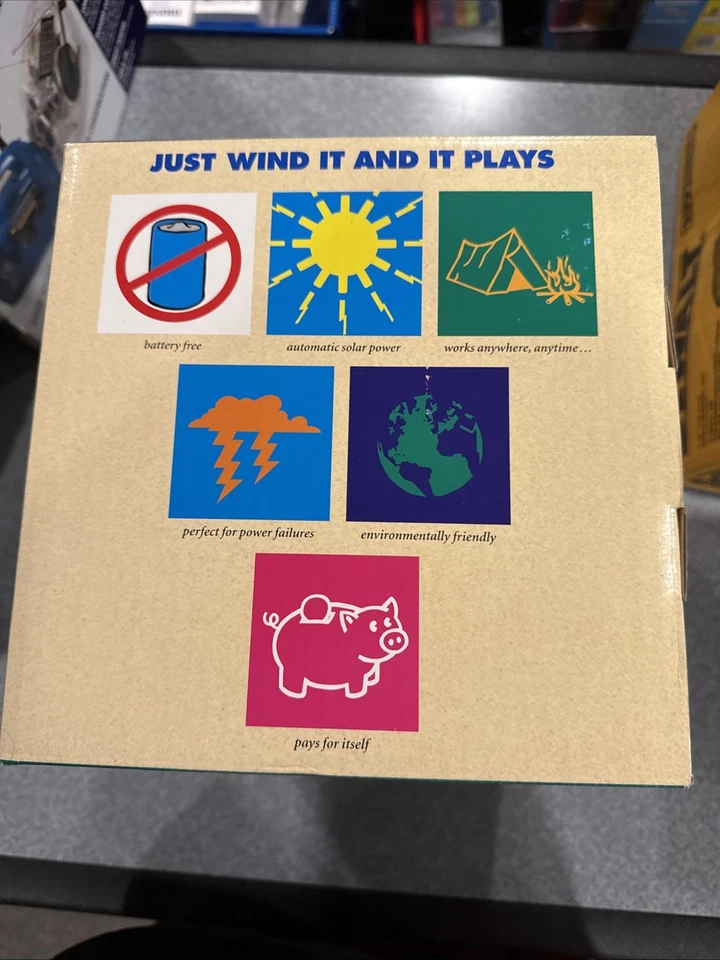 JUST WIND IT AND IT PLAYS
battery free
automatic solar power
works anywhere, anytime...
perfect for power failures
environmentally friendly
pays for itself